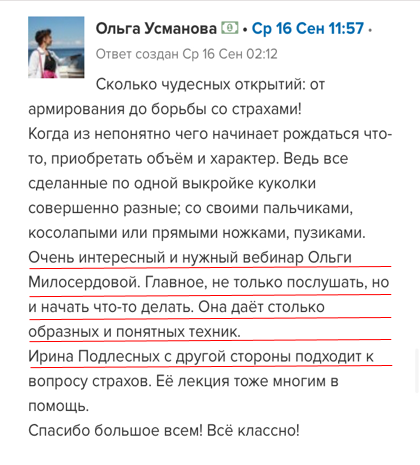 Ольга Усманова • Ср 16 Сен 11:57 •
Ответ создан Ср 16 Сен 02:12
Сколько чудесных открытий: от
армирования до борьбы со страхами!
Когда из непонятно чего начинает рождаться что-
то, приобретать объём и характер. Ведь все
сделанные по одной выкройке куколки
совершенно разные; со своими пальчиками,
косолапыми или прямыми ножками, пузиками.
Очень интересный и нужный вебинар Ольги
Милосердовой. Главное, не только послушать, но
и начать что-то делать. Она даёт столько
образных и понятных техник.
Ирина Подлесных с другой стороны подходит к
вопросу страхов. Её лекция тоже многим в
помощь.
Спасибо большое всем! Всё классно!